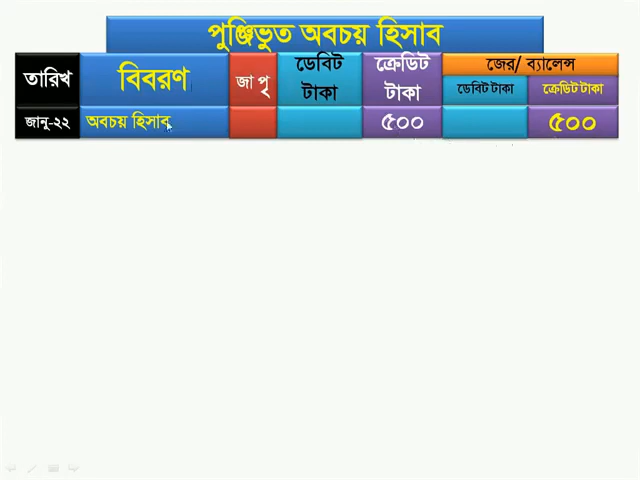 পুঞ্জিভুত অবচয় হিসাব
তারিখ বিবরণ জা পৃ ডেবিট টাকা ক্রেডিট টাকা জের/ ব্যালেন্স
ডেবিট টাকা ক্রেডিট টাকা
জানু-২২ অবচয় হিসাব ৫০০ ৫০০